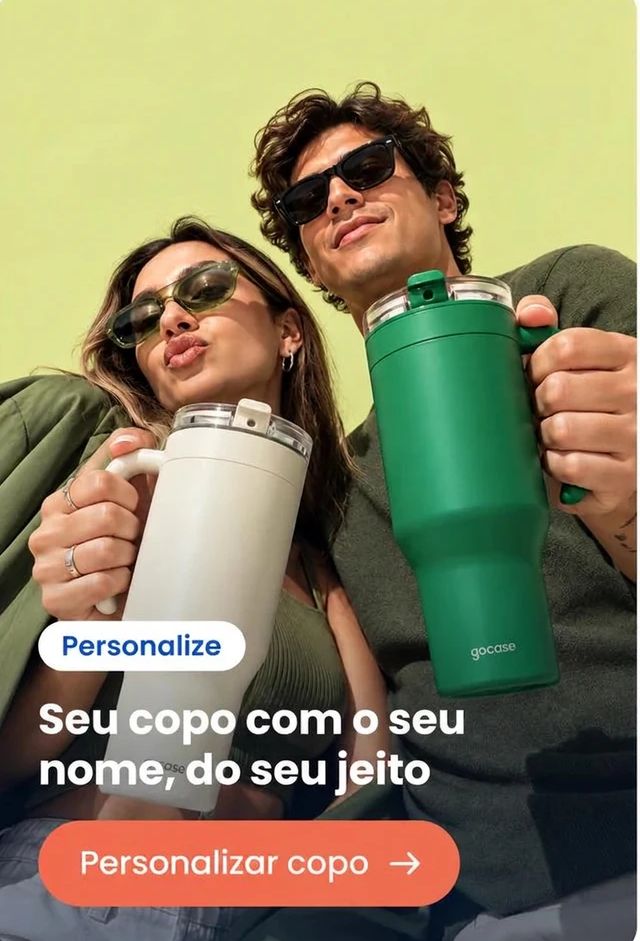 gocase
Personalize
Seu copo com o seu
nome, do seu jeito
Personalizar copo →